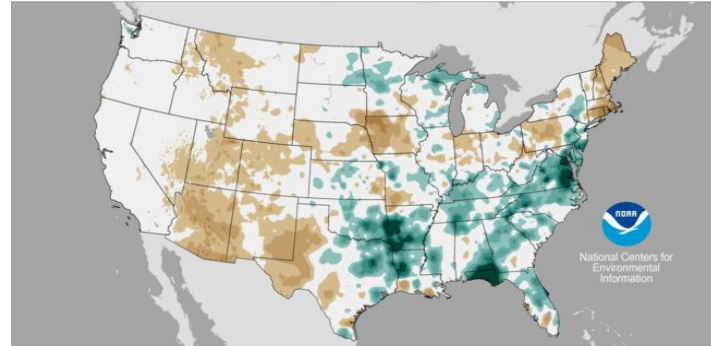 NOAA
National Centers for
Environmental
Information